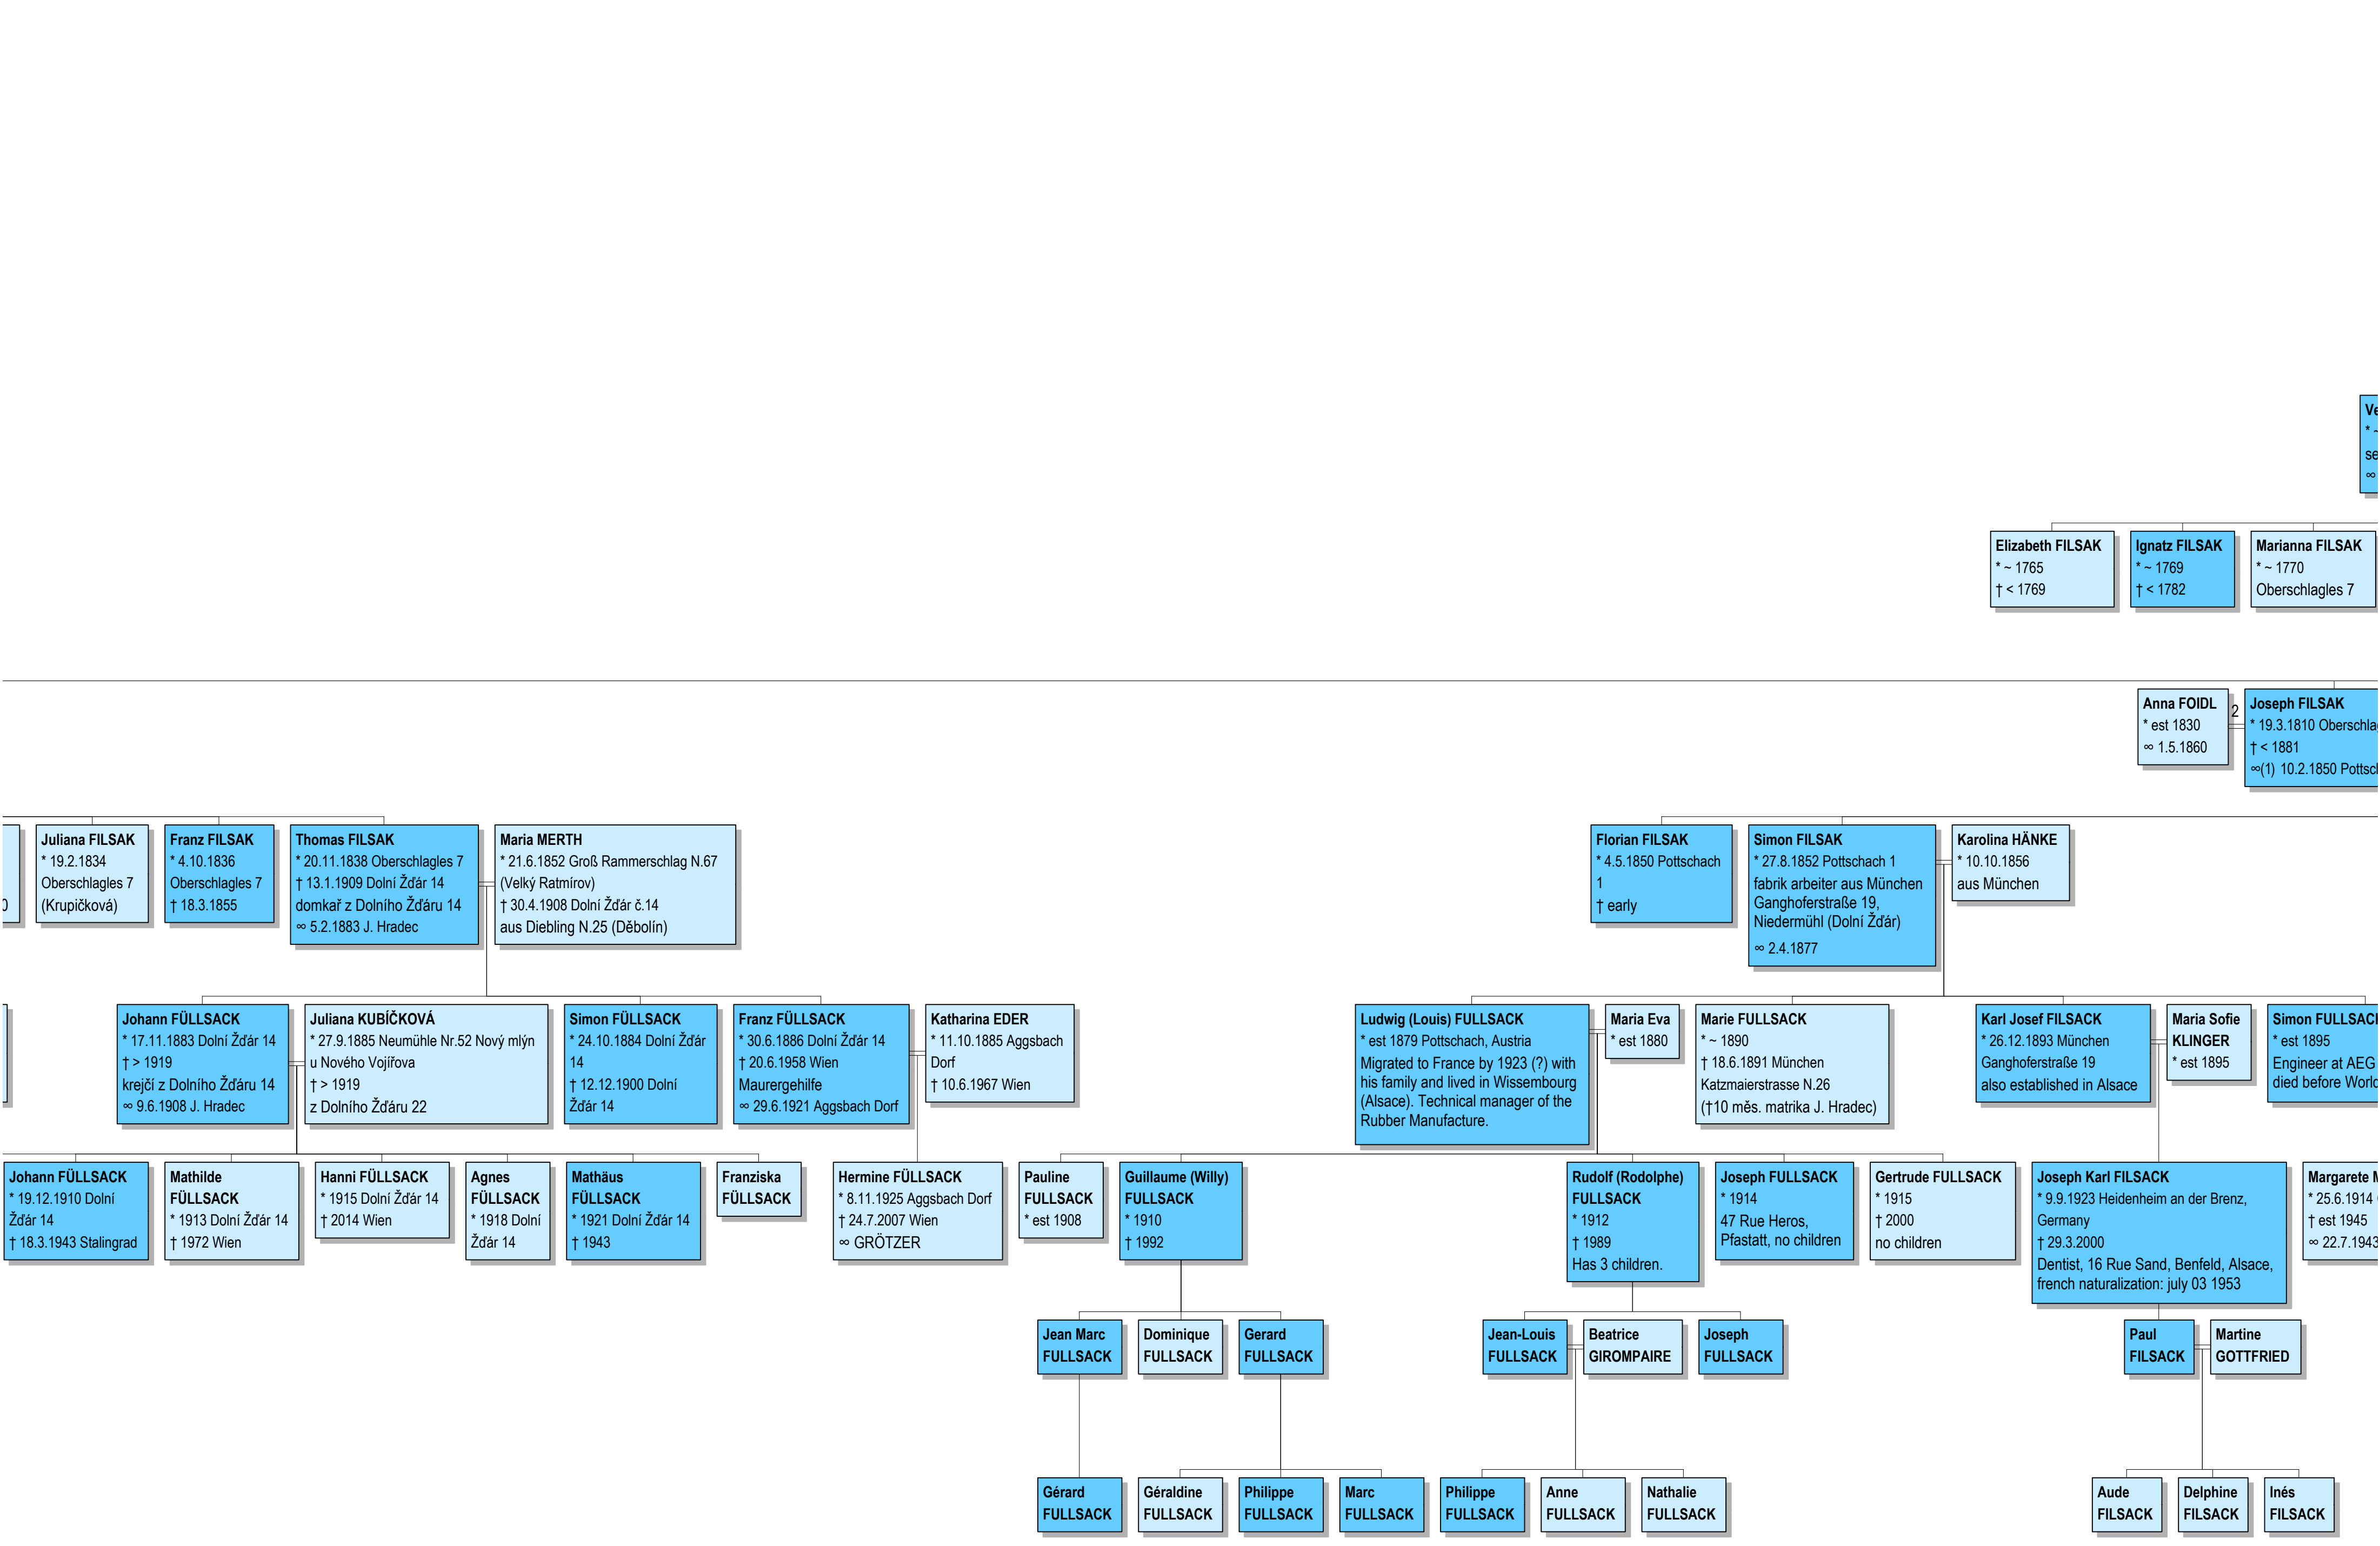 Ve
* ~
se
∞
Elizabeth FILSAK
* ~ 1765
† < 1769
Ignatz FILSAK
* ~ 1769
† < 1782
Marianna FILSAK
* ~ 1770
Oberschlagles 7
Anna FOIDL
* est 1830
∞ 1.5.1860
2
Joseph FILSAK
* 19.3.1810 Oberschla
† < 1881
∞(1) 10.2.1850 Pottscl
0
Juliana FILSAK
* 19.2.1834
Oberschlagles 7
(Krupičková)
Franz FILSAK
* 4.10.1836
Oberschlagles 7
† 18.3.1855
Thomas FILSAK
* 20.11.1838 Oberschlagles 7
† 13.1.1909 Dolní Žďár 14
domkař z Dolního Žďáru 14
∞ 5.2.1883 J. Hradec
Maria MERTH
* 21.6.1852 Groß Rammerschlag N.67
(Velký Ratmírov)
† 30.4.1908 Dolní Žďár č.14
aus Diebling N.25 (Děbolín)
Florian FILSAK
* 4.5.1850 Pottschach
1
† early
Simon FILSAK
* 27.8.1852 Pottschach 1
fabrik arbeiter aus München
Ganghoferstraße 19,
Niedermühl (Dolní Žďár)
∞ 2.4.1877
Karolina HÄNKE
* 10.10.1856
aus München
Johann FÜLLSACK
* 17.11.1883 Dolní Žďár 14
† > 1919
krejčí z Dolního Žďáru 14
∞ 9.6.1908 J. Hradec
Juliana KUBÍČKOVÁ
* 27.9.1885 Neumühle Nr.52 Nový mlýn
u Nového Vojířova
† > 1919
z Dolního Žďáru 22
Simon FÜLLSACK
* 24.10.1884 Dolní Žďár
14
† 12.12.1900 Dolní
Žďár 14
Franz FÜLLSACK
* 30.6.1886 Dolní Žďár 14
† 20.6.1958 Wien
Maurergehilfe
∞ 29.6.1921 Aggsbach Dorf
Katharina EDER
* 11.10.1885 Aggsbach
Dorf
† 10.6.1967 Wien
Ludwig (Louis) FULLSACK
* est 1879 Pottschach, Austria
Migrated to France by 1923 (?) with
his family and lived in Wissembourg
(Alsace). Technical manager of the
Rubber Manufacture.
Maria Eva
* est 1880
Marie FULLSACK
* ~ 1890
† 18.6.1891 München
Katzmaierstrasse N.26
(†10 měs. matrika J. Hradec)
Karl Josef FILSACK
* 26.12.1893 München
Ganghoferstraße 19
also established in Alsace
Maria Sofie
KLINGER
* est 1895
Simon FULLSACK
* est 1895
Engineer at AEG
died before World
Johann FÜLLSACK
* 19.12.1910 Dolní
Žďár 14
† 18.3.1943 Stalingrad
Mathilde
FÜLLSACK
* 1913 Dolní Žďár 14
† 1972 Wien
Hanni FÜLLSACK
* 1915 Dolní Žďár 14
† 2014 Wien
Agnes
FÜLLSACK
* 1918 Dolní
Žďár 14
Mathäus
FÜLLSACK
* 1921 Dolní Žďár 14
† 1943
Franziska
FÜLLSACK
Hermine FÜLLSACK
* 8.11.1925 Aggsbach Dorf
† 24.7.2007 Wien
∞ GRÖTZER
Pauline
FULLSACK
* est 1908
Guillaume (Willy)
FULLSACK
* 1910
† 1992
Rudolf (Rodolphe)
FULLSACK
* 1912
† 1989
Has 3 children.
Joseph FULLSACK
* 1914
47 Rue Heros,
Pfastatt, no children
Gertrude FULLSACK
* 1915
† 2000
no children
Joseph Karl FILSACK
* 9.9.1923 Heidenheim an der Brenz,
Germany
† 29.3.2000
Dentist, 16 Rue Sand, Benfeld, Alsace,
french naturalization: july 03 1953
Margarete M
* 25.6.1914
† est 1945
∞ 22.7.1943
Jean Marc
FULLSACK
Dominique
FULLSACK
Gerard
FULLSACK
Jean-Louis
FULLSACK
Beatrice
GIROMPAIRE
Joseph
FULLSACK
Paul
FILSACK
Martine
GOTTFRIED
Gérard
FULLSACK
Géraldine
FULLSACK
Philippe
FULLSACK
Marc
FULLSACK
Philippe
FULLSACK
Anne
FULLSACK
Nathalie
FULLSACK
Aude
FILSACK
Delphine
FILSACK
Inés
FILSACK